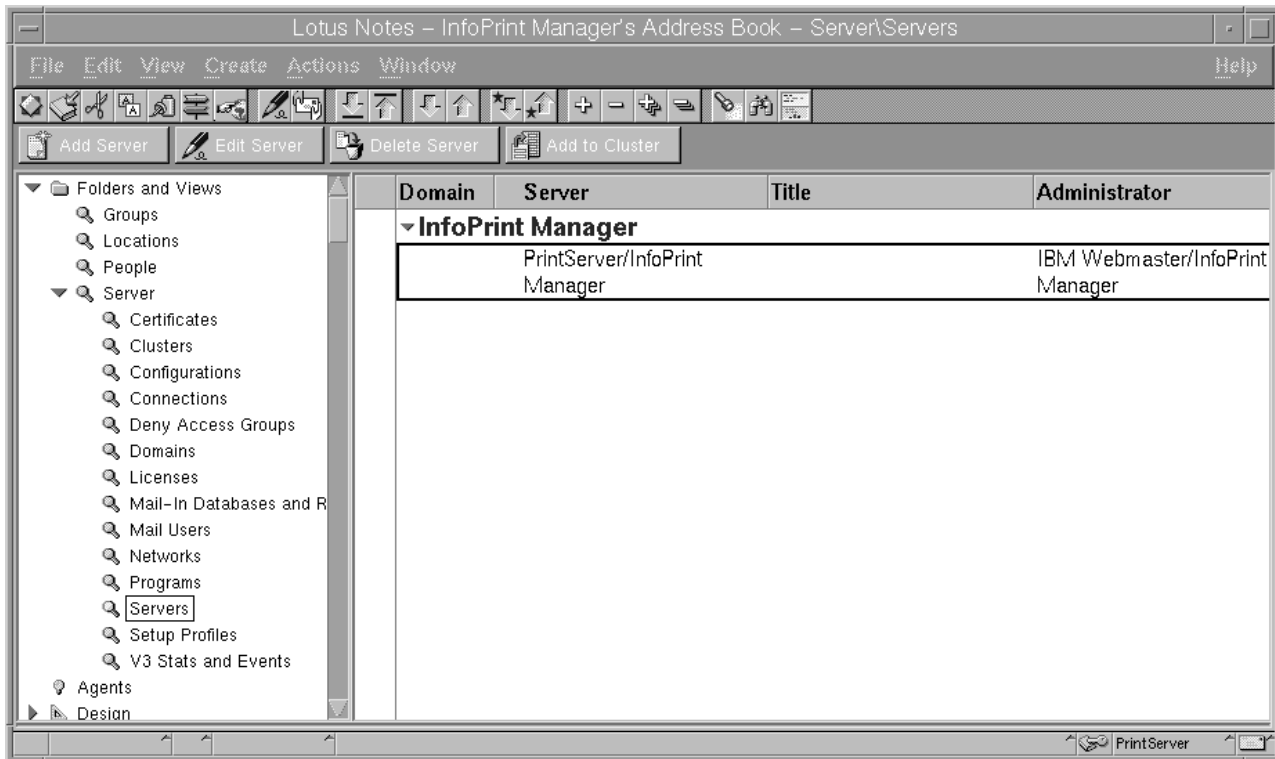 Lotus Notes – InfoPrint Manager's Address Book – Server\Servers
File Edit View Create Actions Window Help
Add Server Edit Server Delete Server Add to Cluster
Folders and Views
Groups
Locations
People
Server
Certificates
Clusters
Configurations
Connections
Deny Access Groups
Domains
Licenses
Mail-In Databases and R
Mail Users
Networks
Programs
Servers
Setup Profiles
V3 Stats and Events
Agents
Design
Domain Server Title Administrator
InfoPrint Manager
PrintServer/InfoPrint IBM Webmaster/InfoPrint
Manager Manager
PrintServer